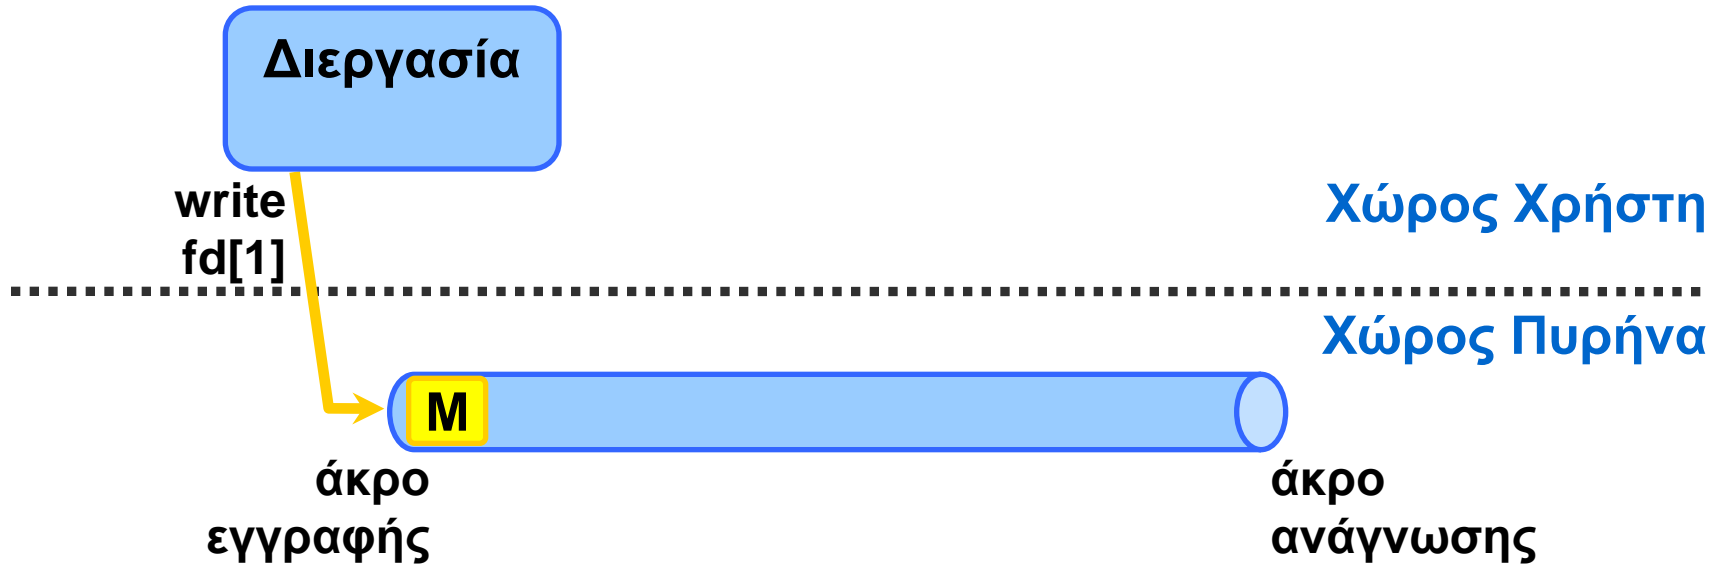 Διεργασία
write
fd[1]
Χώρος Χρήστη
Χώρος Πυρήνα
M
άκρο
εγγραφής
άκρο
ανάγνωσης